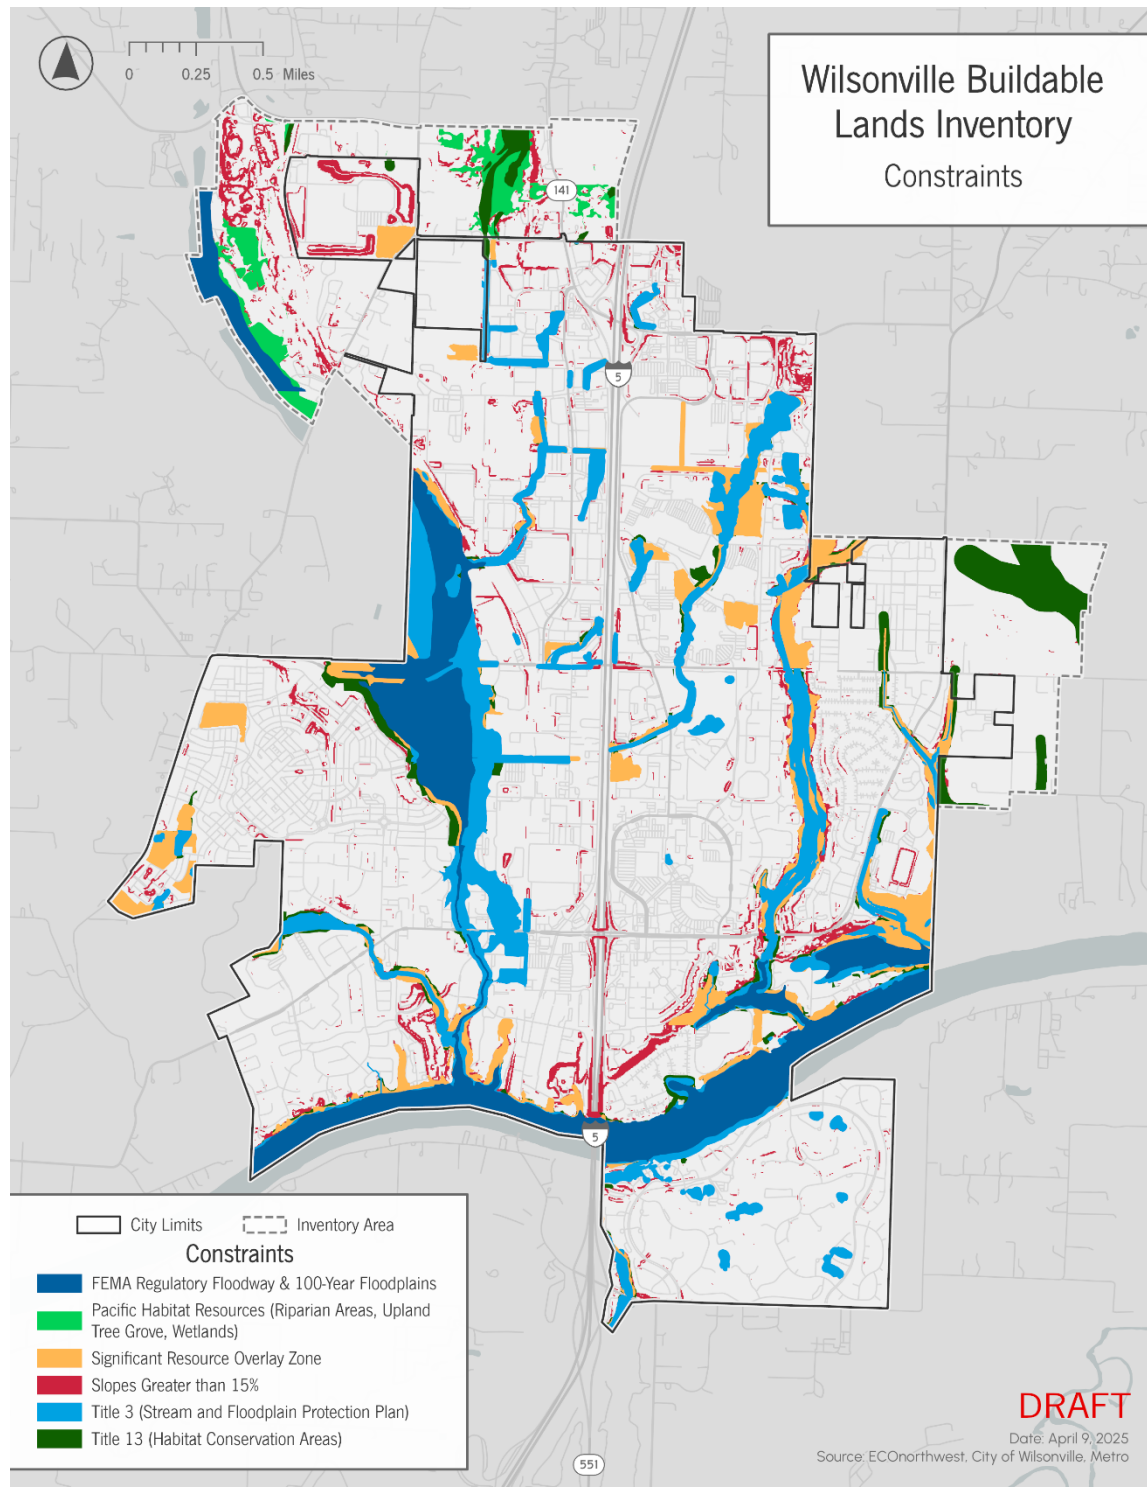 0 0.25 0.5 Miles
Wilsonville Buildable
Lands Inventory
Constraints
141
5
5
City Limits Inventory Area
Constraints
FEMA Regulatory Floodway & 100-Year Floodplains
Pacific Habitat Resources (Riparian Areas, Upland
Tree Grove, Wetlands)
Significant Resource Overlay Zone
Slopes Greater than 15%
Title 3 (Stream and Floodplain Protection Plan)
Title 13 (Habitat Conservation Areas)
551
DRAFT
Date: April 9, 2025
Source: ECOnorthwest, City of Wilsonville, Metro